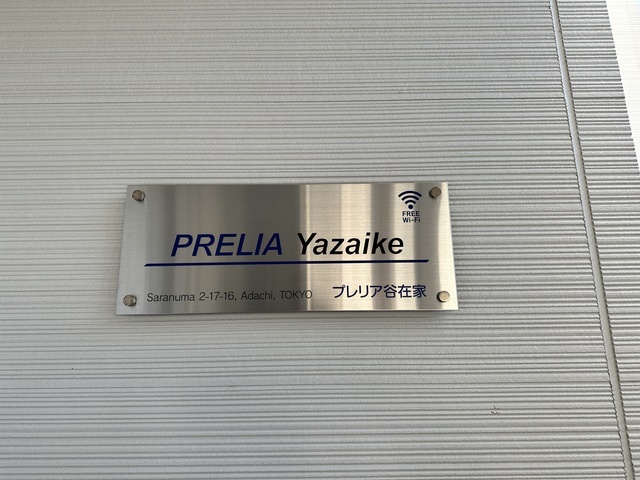 FREE
Wi-Fi
PRELIA Yazaike
Saranuma 2-17-16, Adachi, TOKYO プレリア谷在家